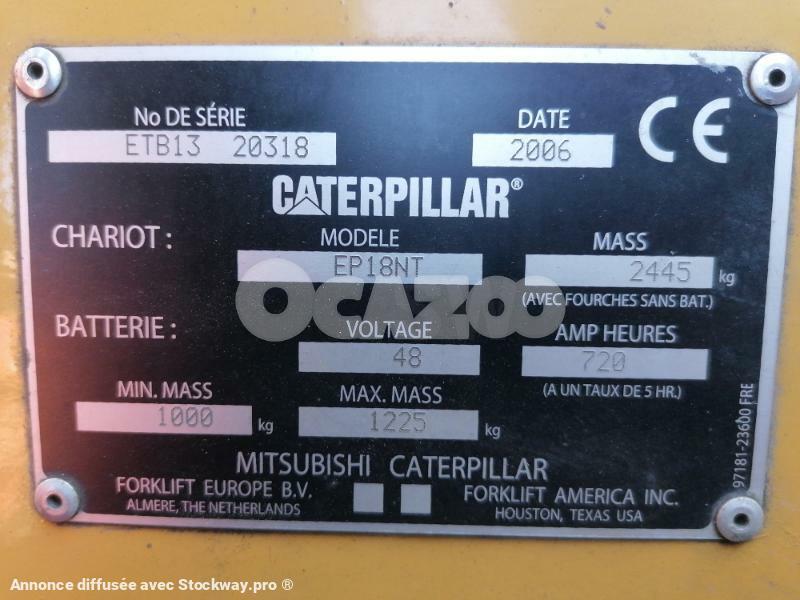 No DE SÉRIE
ETB13 20318
DATE
2006
CE
CATERPILLAR®
CHARIOT :
MODELE
EP18NT
MASS
2445 kg
(AVEC FOURCHES SANS BAT.)
OCAZOO
BATTERIE :
VOLTAGE
48
AMP HEURES
720
(A UN TAUX DE 5 HR.)
MIN. MASS
1000 kg
MAX. MASS
1225 kg
97181-23600 FRE
MITSUBISHI CATERPILLAR
FORKLIFT EUROPE B.V.
ALMERE, THE NETHERLANDS
FORKLIFT AMERICA INC.
HOUSTON, TEXAS USA
Annonce diffusée avec Stockway.pro ®